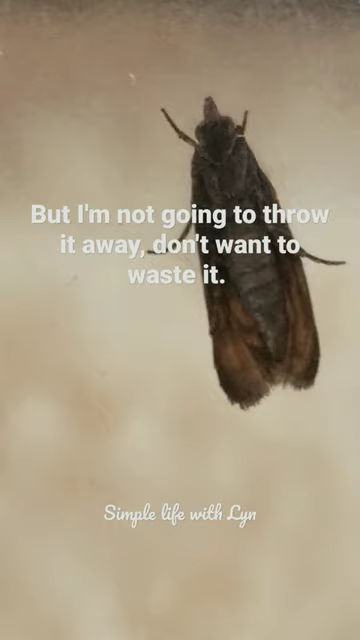 But I'm not going to throw
it away, don't want to
waste it.
Simple life with Lyn